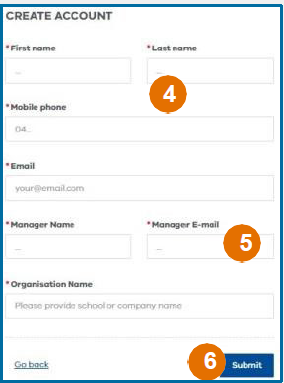 CREATE ACCOUNT
* First name * Last name
... ...
4
* Mobile phone
04...
* Email
your@email.com
* Manager Name * Manager E-mail
... ... 5
* Organisation Name
Please provide school or company name
Go back 6 Submit